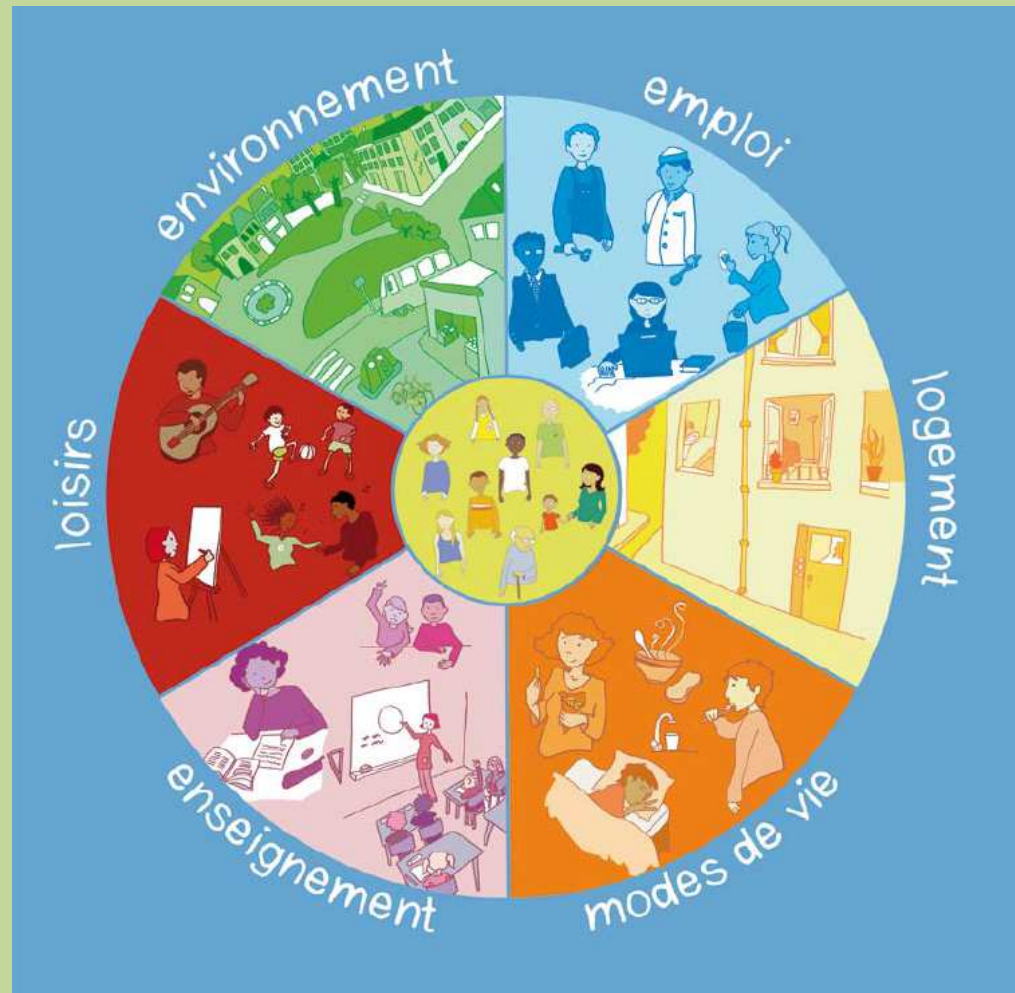 environnement
emploi
loisirs
logement
enseignement
modes de vie